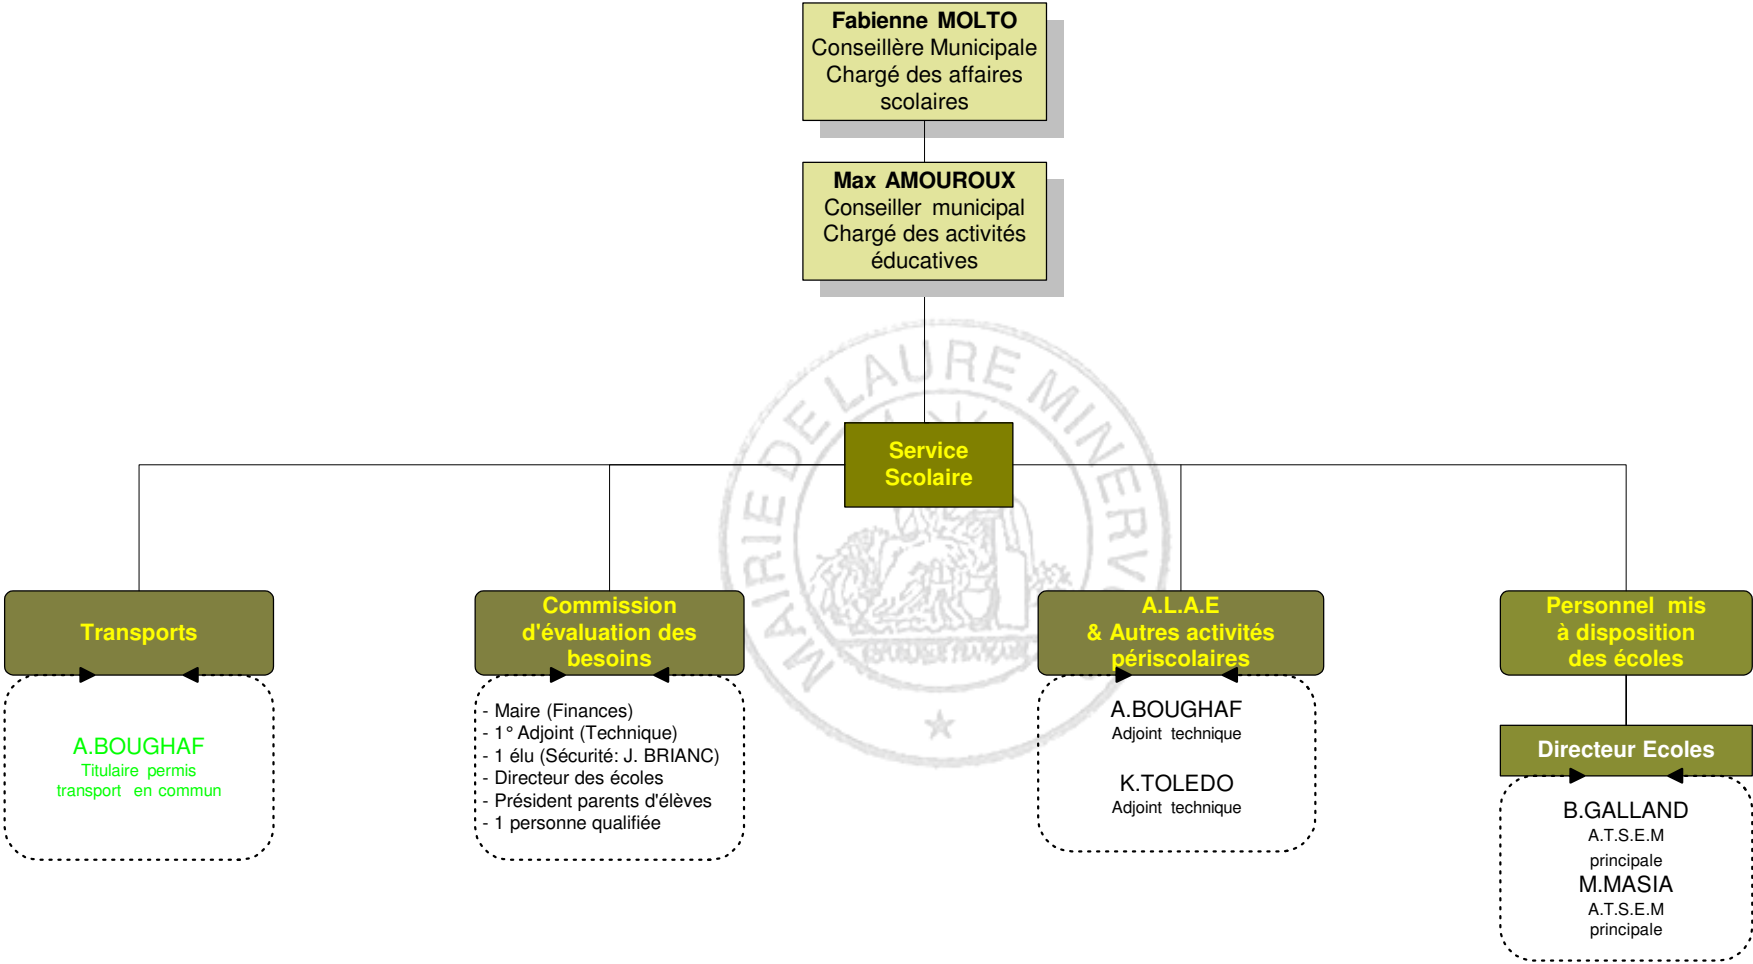 Fabienne MOLTO
Conseillère Municipale
Chargé des affaires
scolaires
Max AMOUROUX
Conseiller municipal
Chargé des activités
éducatives
MAIRIE DE LAURE MINERVOIS
Service
Scolaire
Transports
A.BOUGHAF
Titulaire permis
transport en commun
Commission
d'évaluation des
besoins
- Maire (Finances)
- 1° Adjoint (Technique)
- 1 élu (Sécurité: J. BRIANC)
- Directeur des écoles
- Président parents d'élèves
- 1 personne qualifiée
A.L.A.E
& Autres activités
périscolaires
A.BOUGHAF
Adjoint technique
K.TOLEDO
Adjoint technique
Personnel mis
à disposition
des écoles
Directeur Ecoles
B.GALLAND
A.T.S.E.M
principale
M.MASIA
A.T.S.E.M
principale